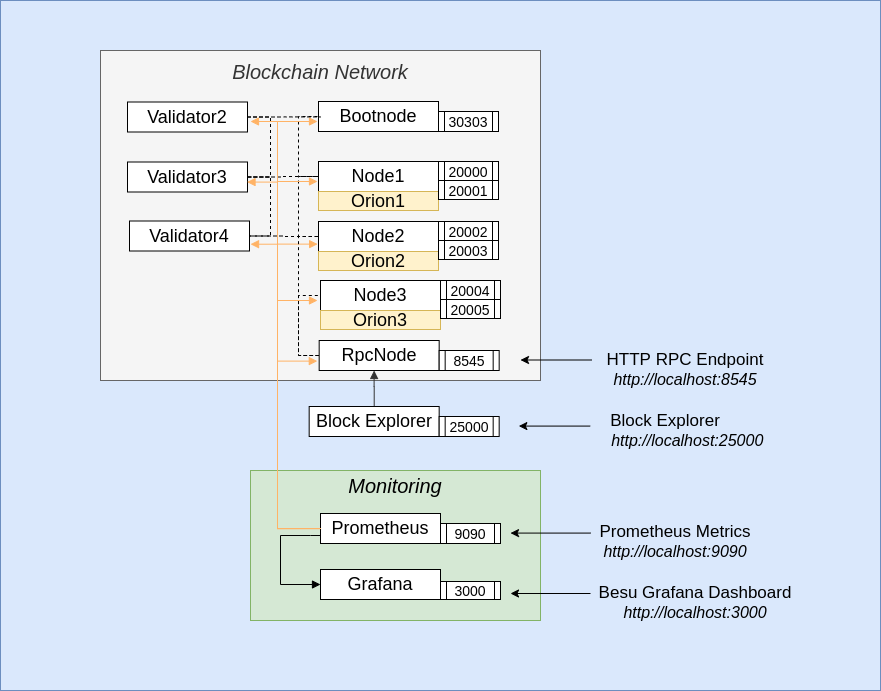 Blockchain Network
Validator2
Bootnode
30303
Validator3
Node1
20000
20001
Orion1
Validator4
Node2
20002
20003
Orion2
Node3
20004
20005
Orion3
RpcNode
8545
HTTP RPC Endpoint
http://localhost:8545
Block Explorer
25000
Block Explorer
http://localhost:25000
Monitoring
Prometheus
9090
Prometheus Metrics
http://localhost:9090
Grafana
3000
Besu Grafana Dashboard
http://localhost:3000